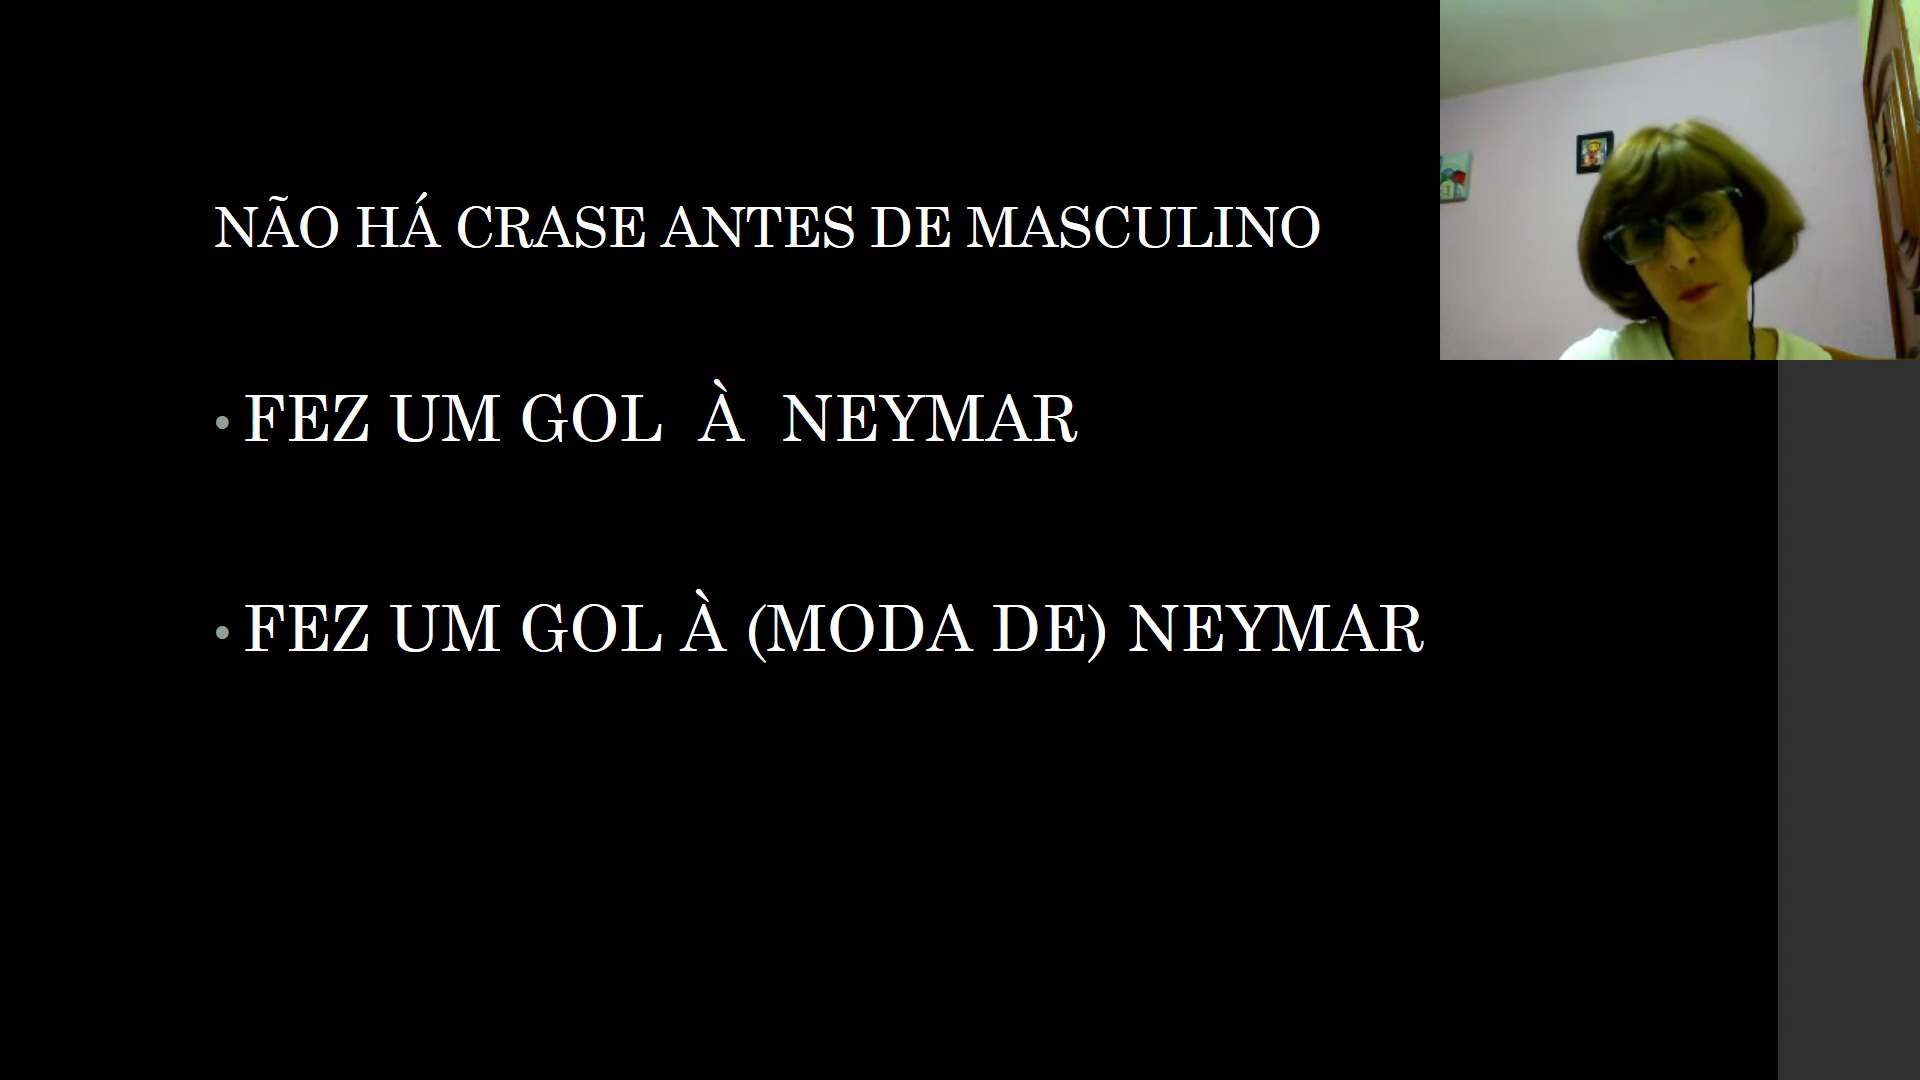 NÃO HÁ CRASE ANTES DE MASCULINO
• FEZ UM GOL À NEYMAR
• FEZ UM GOL À (MODA DE) NEYMAR